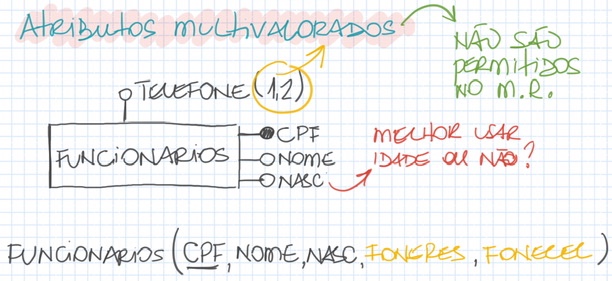 ATRIBUTOS MULTIVALORADOS
NÃO SÃO
PERMITIDOS
NO M.R.
TELEFONE (1,2)
FUNCIONARIOS
CPF
NOME
NASC
MELHOR USAR
IDADE OU NÃO?
FUNCIONARIOS (CPF, NOME, NASC, FONERES, FONECEL)